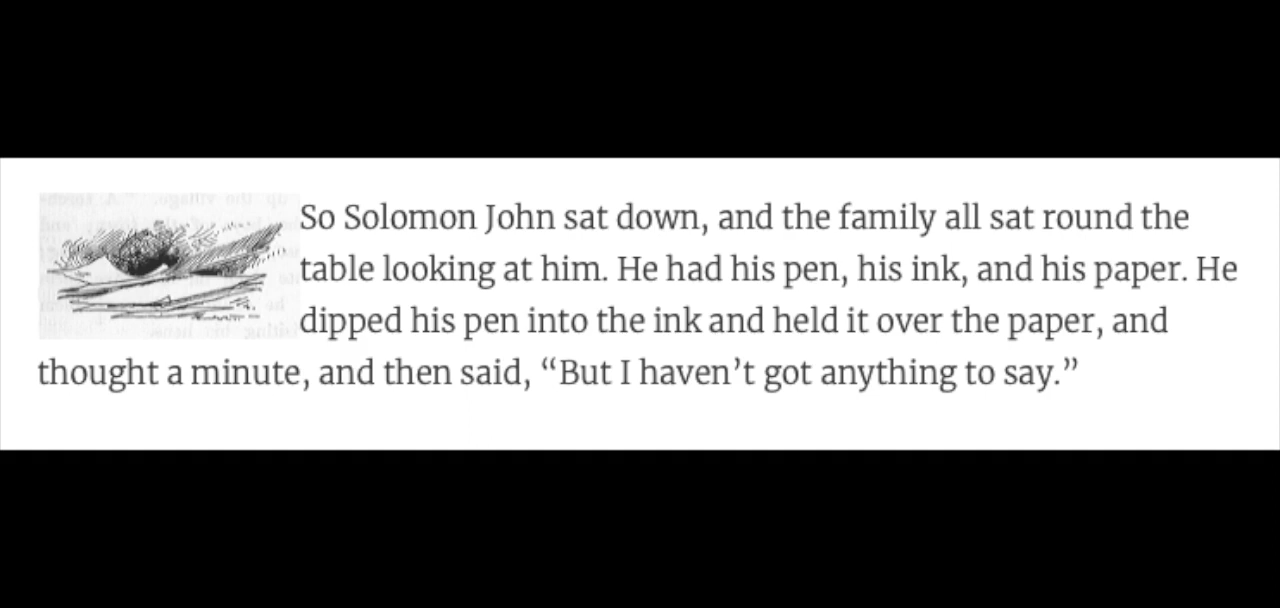 So Solomon John sat down, and the family all sat round the
table looking at him. He had his pen, his ink, and his paper. He
dipped his pen into the ink and held it over the paper, and
thought a minute, and then said, “But I haven’t got anything to say.”